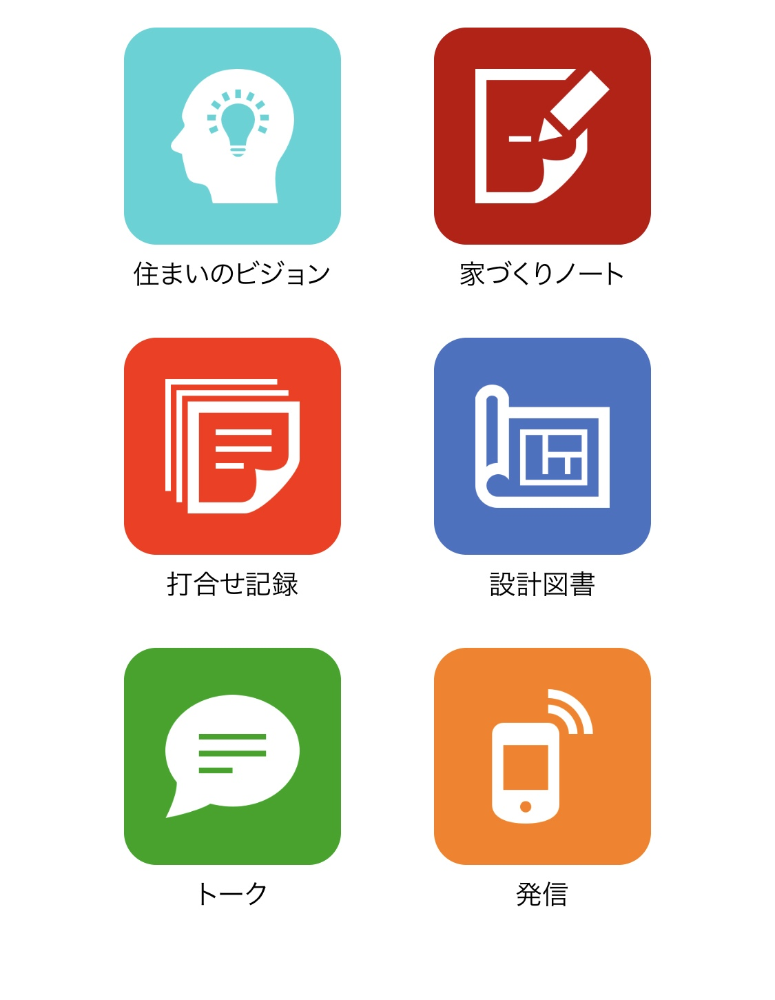 住まいのビジョン
家づくりノート
打合せ記録
設計図書
トーク
発信